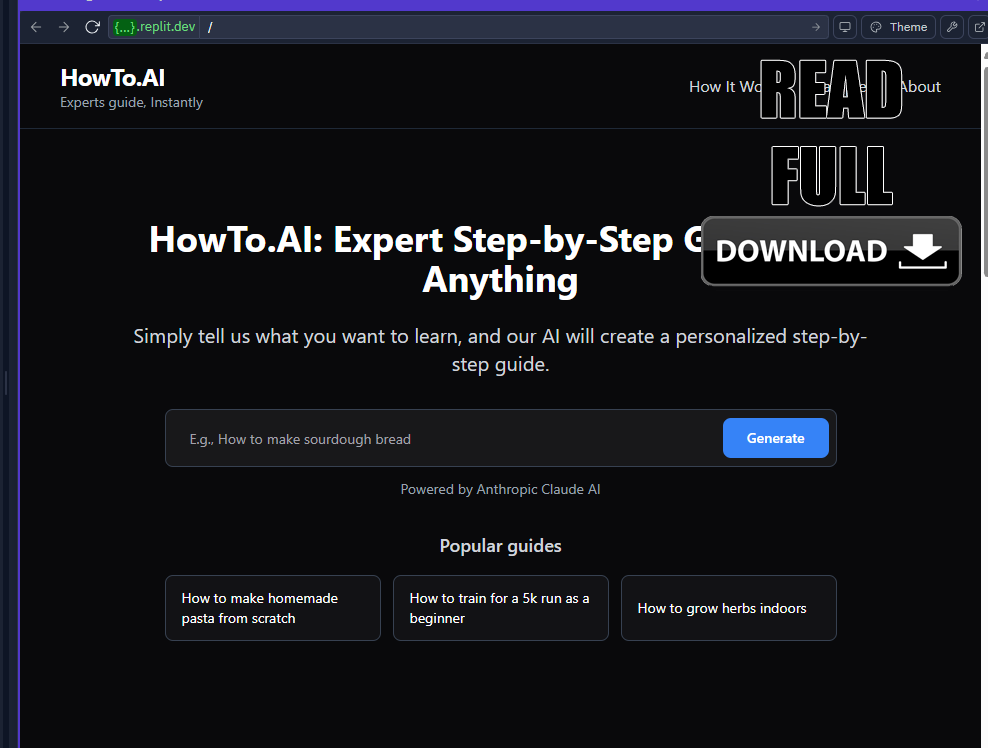 {...}.replit.dev /
Theme
HowTo.AI
Experts guide, Instantly
How It About
READ
FULL
DOWNLOAD
HowTo.AI: Expert Step-by-Step
Anything
Simply tell us what you want to learn, and our AI will create a personalized step-by-
step guide.
E.g., How to make sourdough bread
Generate
Powered by Anthropic Claude AI
Popular guides
How to make homemade
pasta from scratch
How to train for a 5k run as a
beginner
How to grow herbs indoors